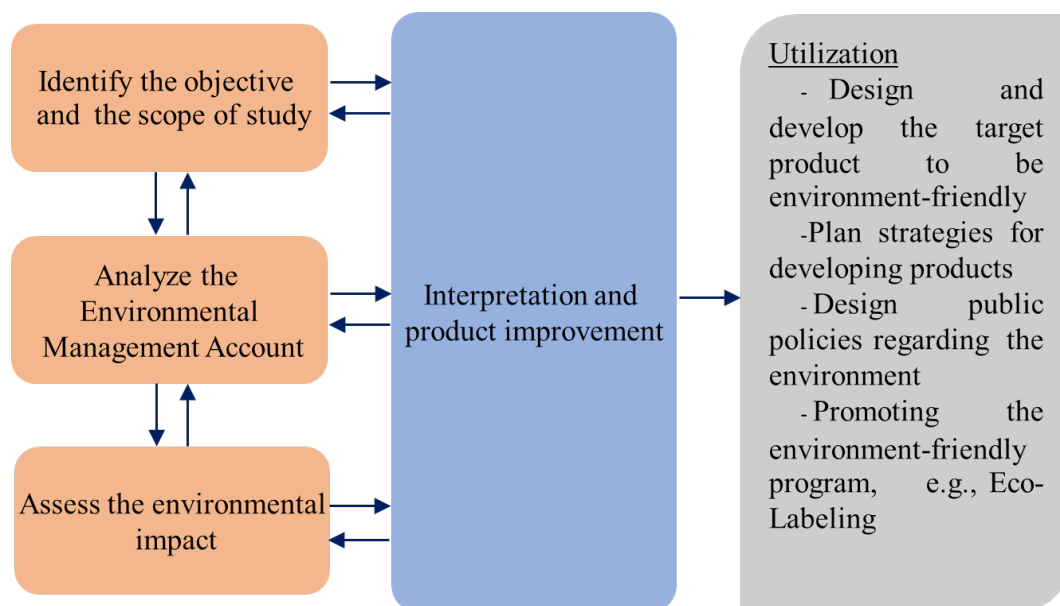 Identify the objective
and the scope of study
Analyze the
Environmental
Management Account
Assess the environmental
impact
Interpretation and
product improvement
Utilization
- Design and
develop the target
product to be
environment-friendly
-Plan strategies for
developing products
-Design public
policies regarding the
environment
-Promoting the
environment-friendly
program, e.g., Eco-
Labeling